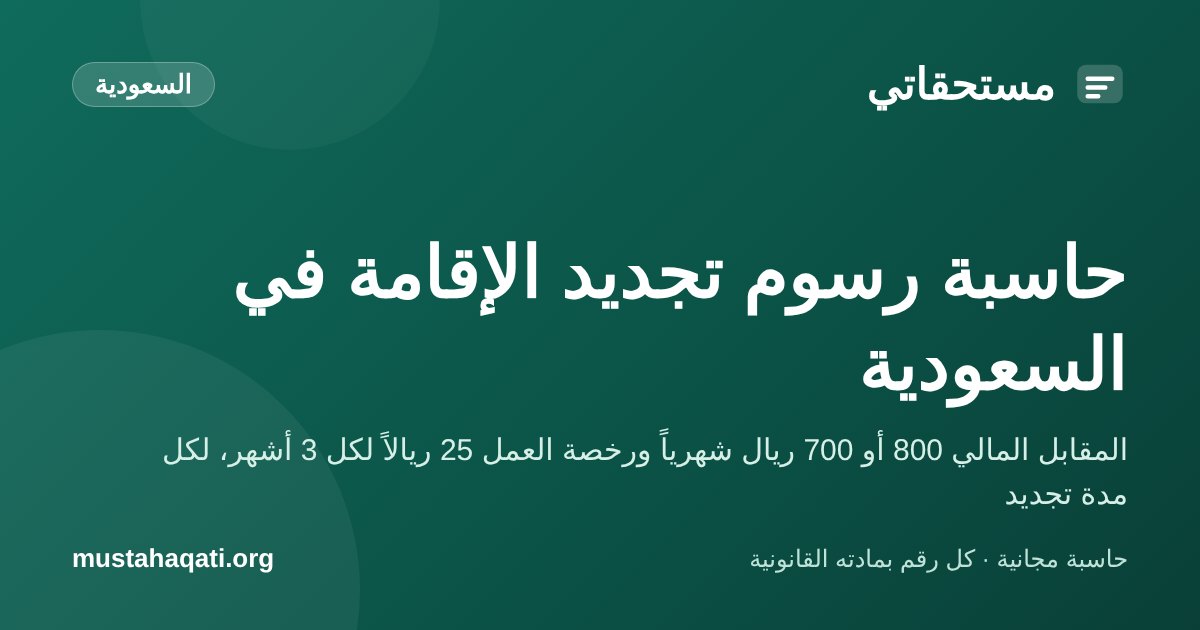 مستحقاتي
السعودية
حاسبة رسوم تجديد الإقامة في
السعودية
المقابل المالي 800 أو 700 ريال شهرياً ورخصة العمل 25 ريالاً لكل 3 أشهر، لكل
مدة تجديد
حاسبة مجانية · كل رقم بمادته القانونية
mustahaqati.org